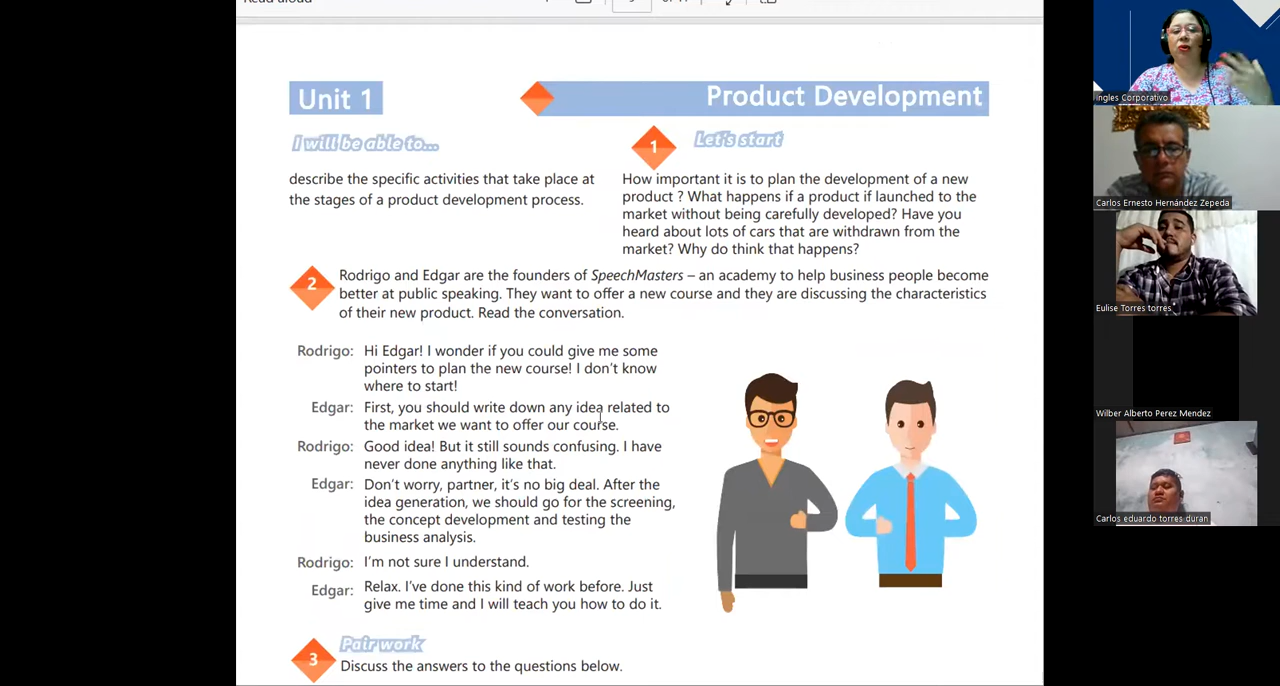 Read aloud
Unit 1
Product Development
I will be able to...
describe the specific activities that take place at
the stages of a product development process.
1
Let's start
How important it is to plan the development of a new
product ? What happens if a product if launched to the
market without being carefully developed? Have you
heard about lots of cars that are withdrawn from the
market? Why do think that happens?
2
Rodrigo and Edgar are the founders of SpeechMasters – an academy to help business people become
better at public speaking. They want to offer a new course and they are discussing the characteristics
of their new product. Read the conversation.
Rodrigo: Hi Edgar! I wonder if you could give me some
pointers to plan the new course! I don't know
where to start!
Edgar: First, you should write down any idea related to
the market we want to offer our course.
Rodrigo: Good idea! But it still sounds confusing. I have
never done anything like that.
Edgar: Don't worry, partner, it's no big deal. After the
idea generation, we should go for the screening,
the concept development and testing the
business analysis.
Rodrigo: I'm not sure I understand.
Edgar: Relax. I've done this kind of work before. Just
give me time and I will teach you how to do it.
3
Pair work
Discuss the answers to the questions below.
Ingles Corporativo
Carlos Ernesto Hernández Zepeda
Eulise Torres torres
Wilber Alberto Perez Mendez
Carlos eduardo torres duran